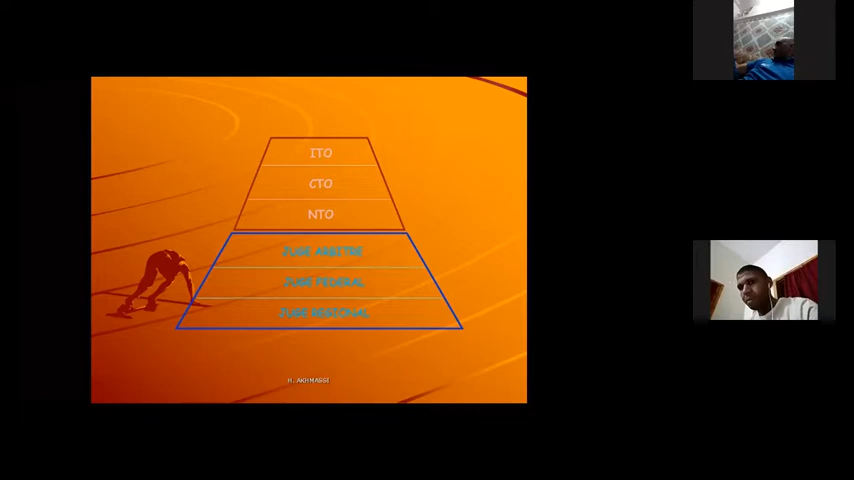 ITO
CTO
NTO
JUGE ARBITRE
JUGE FEDERAL
JUGE REGIONAL
H.AKHMASSI